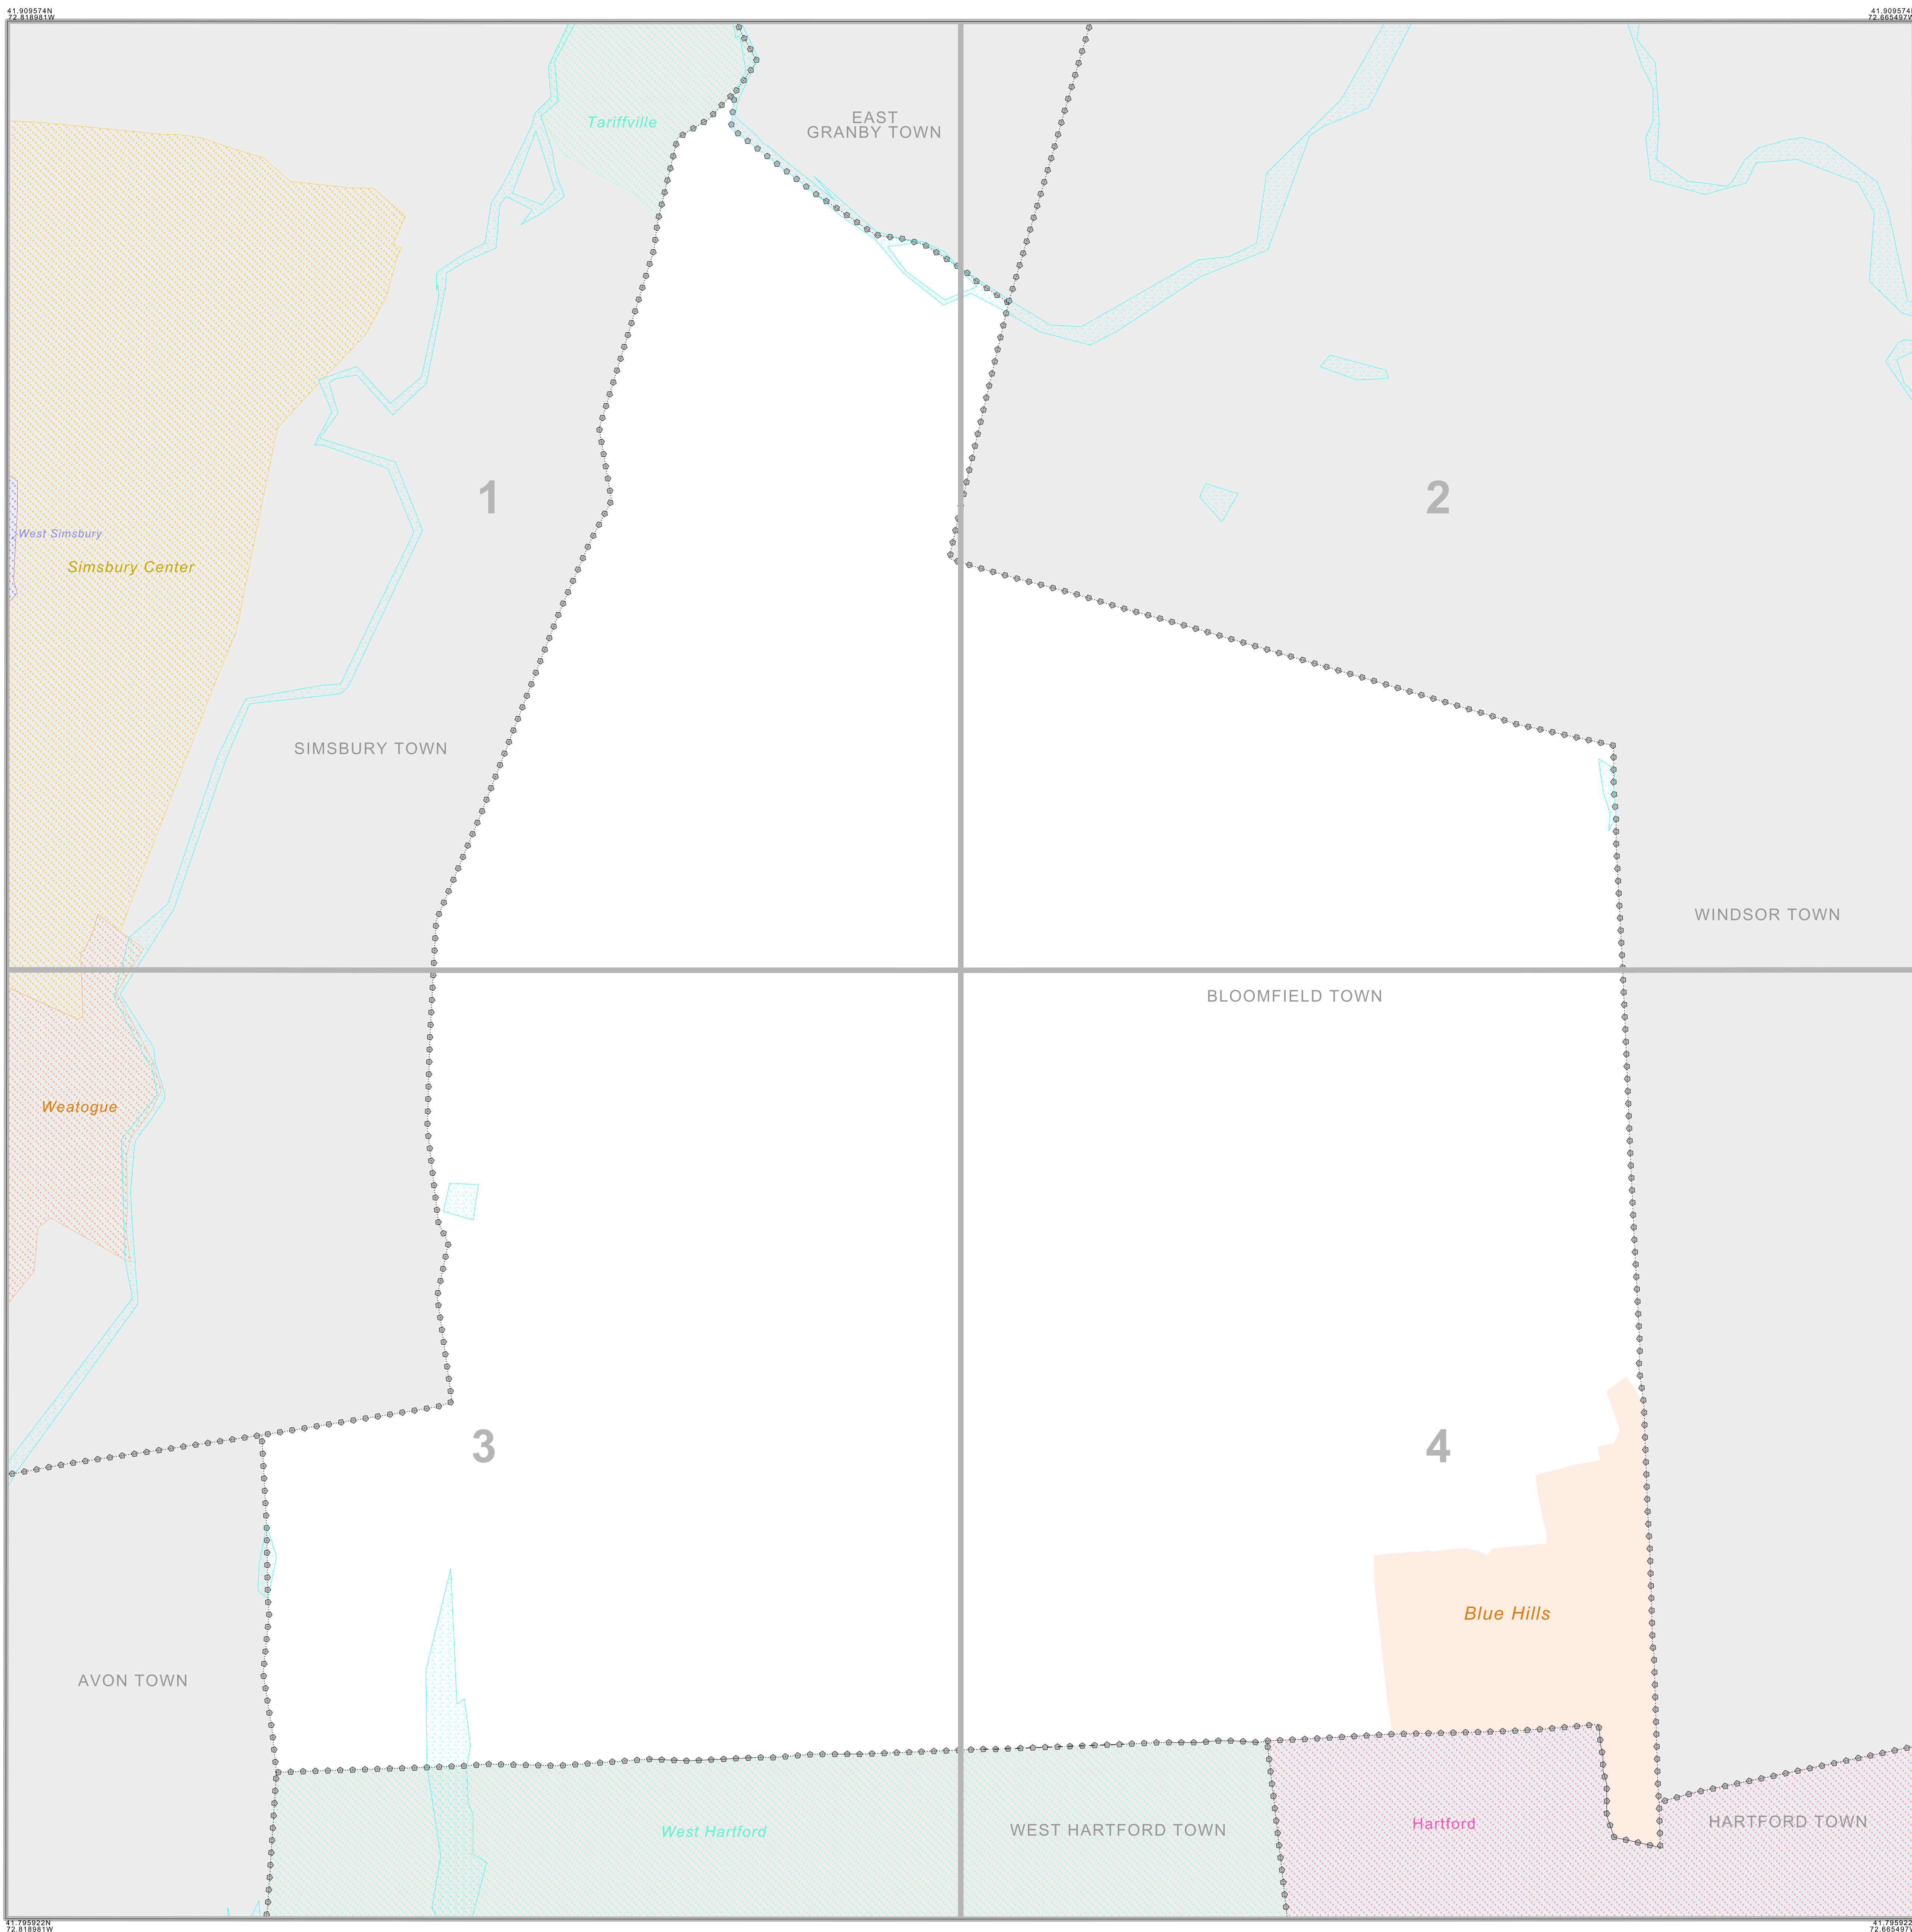 41.909574N
72.818981W
41.909574N
72.665497W
Tariffville
EAST
GRANBY TOWN
1
2
West Simsbury
Simsbury Center
SIMSBURY TOWN
WINDSOR TOWN
BLOOMFIELD TOWN
Weatogue
3
4
Blue Hills
AVON TOWN
West Hartford
WEST HARTFORD TOWN
Hartford
HARTFORD TOWN
41.795922N
72.818981W
41.795922
72.665497W